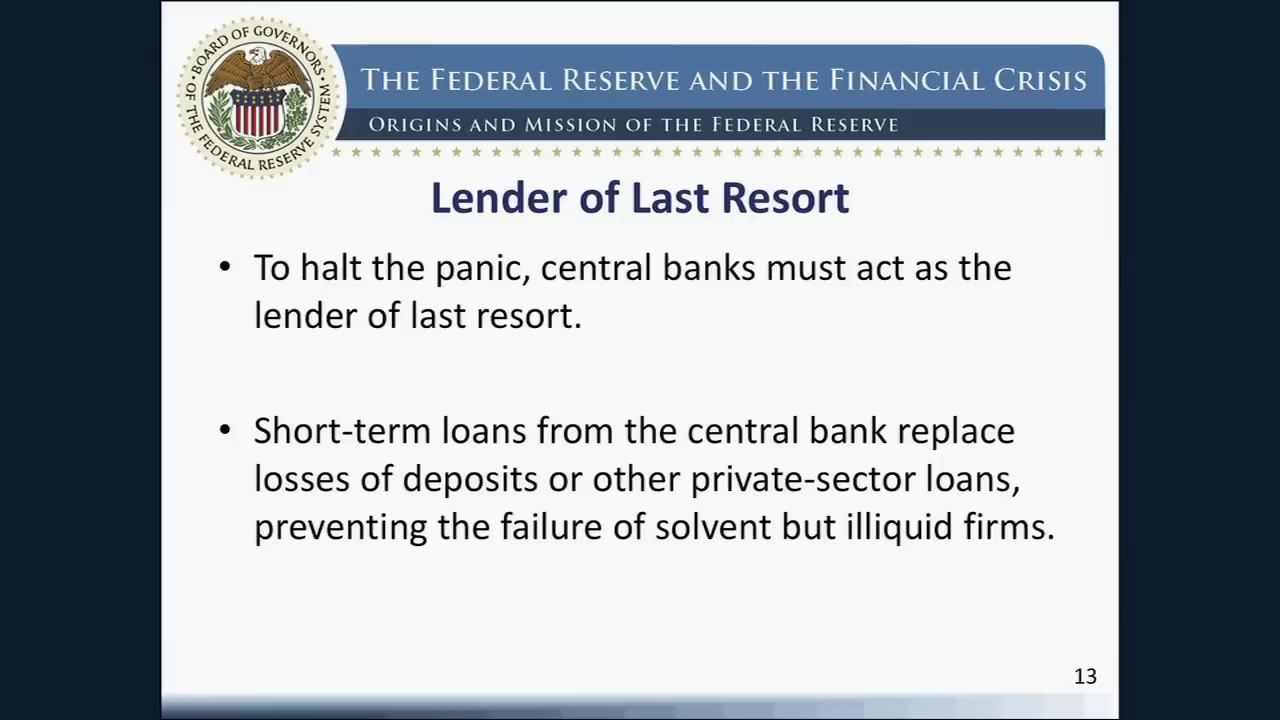 BOARD OF GOVERNORS
OF THE FEDERAL RESERVE SYSTEM
THE FEDERAL RESERVE AND THE FINANCIAL CRISIS
ORIGINS AND MISSION OF THE FEDERAL RESERVE
Lender of Last Resort
• To halt the panic, central banks must act as the
lender of last resort.
• Short-term loans from the central bank replace
losses of deposits or other private-sector loans,
preventing the failure of solvent but illiquid firms.
13